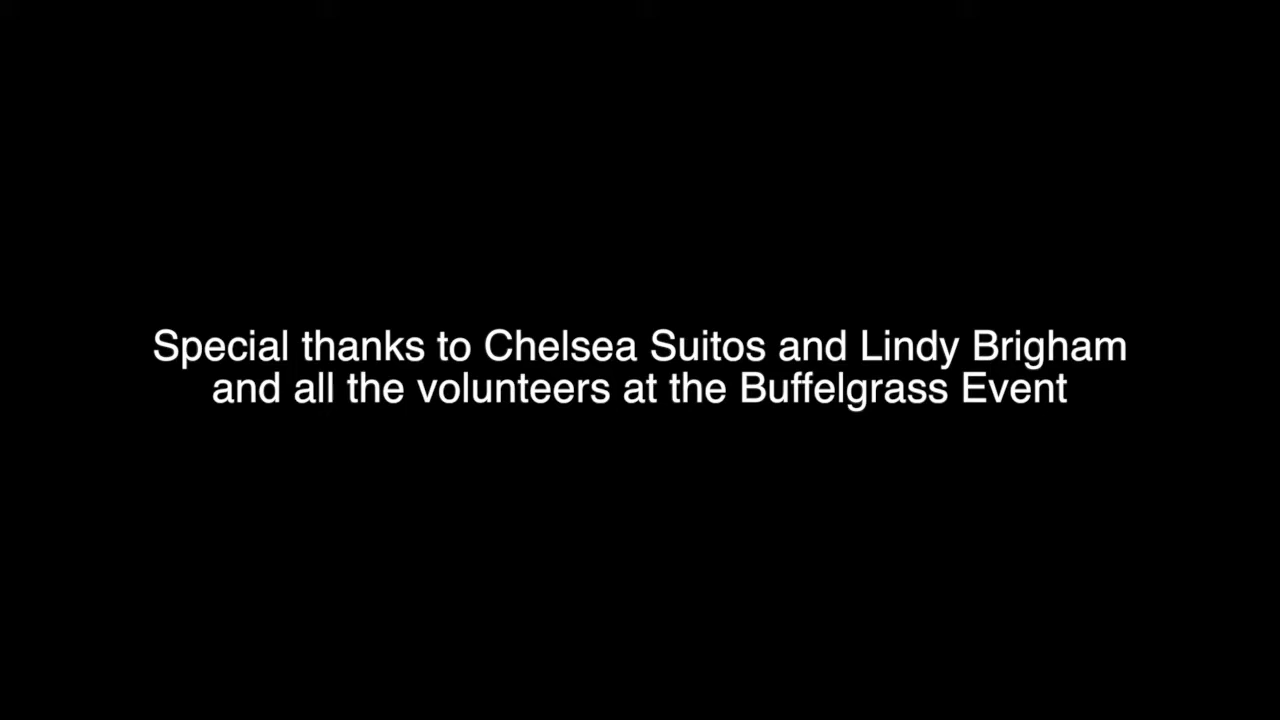 Special thanks to Chelsea Suitos and Lindy Brigham
and all the volunteers at the Buffelgrass Event